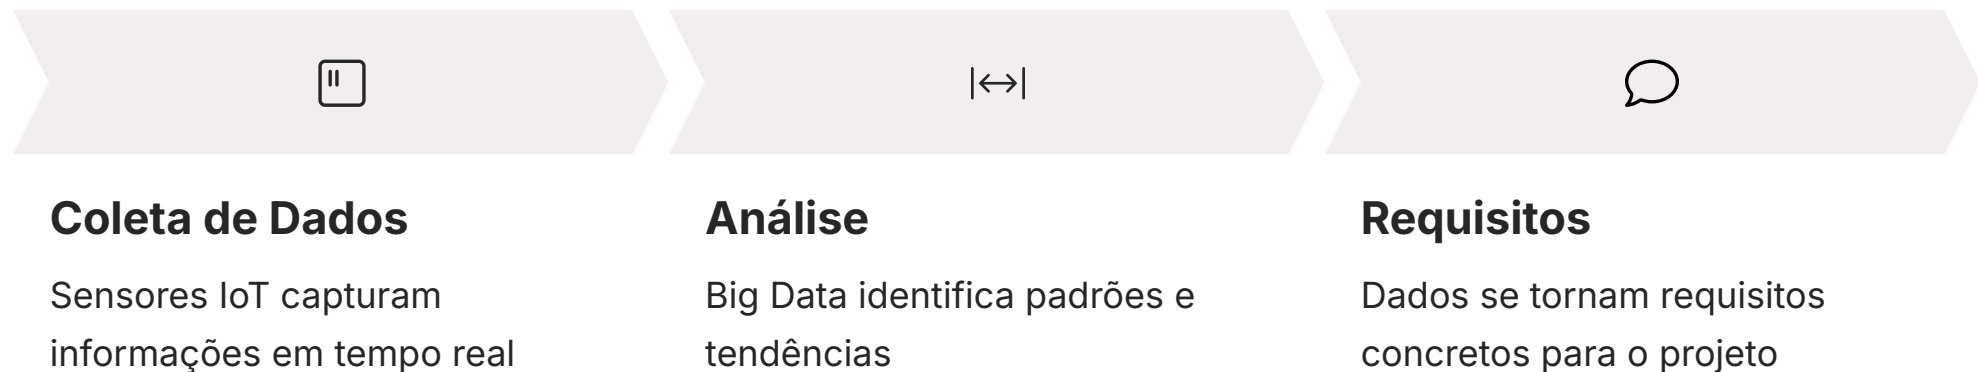 Coleta de Dados
Sensores IoT capturam
informações em tempo real
Análise
Big Data identifica padrões e
tendências
Requisitos
Dados se tornam requisitos
concretos para o projeto